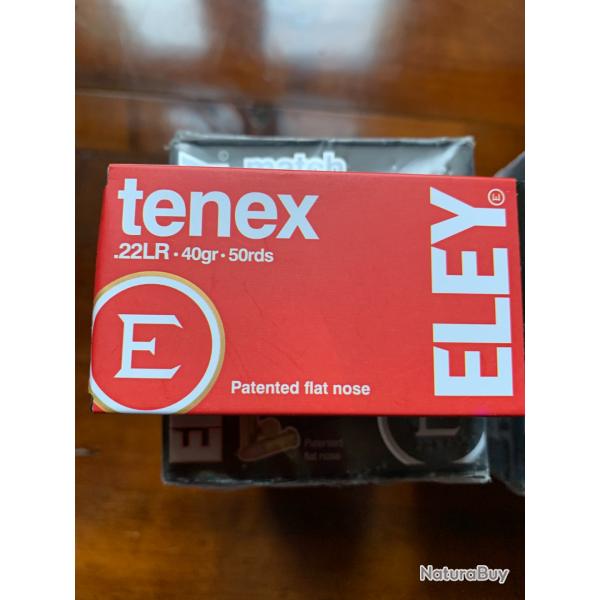 match
tenex
.22LR · 40gr · 50rds
ELEY
E
E
Patented flat nose
E
Patented
flat nose
NaturaBuy